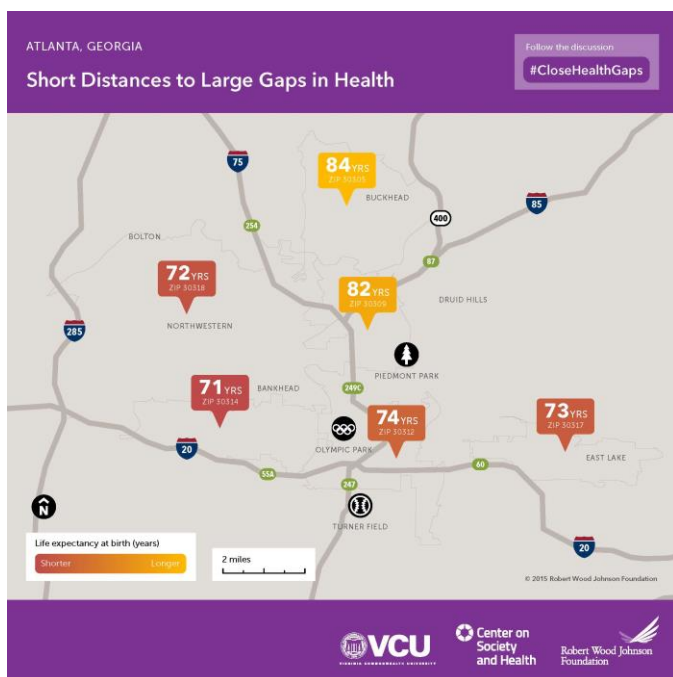 ATLANTA, GEORGIA
Short Distances to Large Gaps in Health
Follow the discussion
#CloseHealthGaps
75
84 YRS
ZIP 30305
BUCKHEAD
85
400
254
BOLTON
87
72 YRS
ZIP 30318
82 YRS
ZIP 30309
DRUID HILLS
NORTHWESTERN
285
PIEDMONT PARK
71 YRS
ZIP 30314
BANKHEAD
249C
74 YRS
ZIP 30312
73 YRS
ZIP 30317
OLYMPIC PARK
20
EAST LAKE
55A
60
247
N
TURNER FIELD
20
Life expectancy at birth (years)
Shorter
Longer
2 miles
© 2015 Robert Wood Johnson Foundation
VCU
VIRGINIA COMMONWEALTH UNIVERSITY
Center on
Society
and Health
Robert Wood Johnson
Foundation